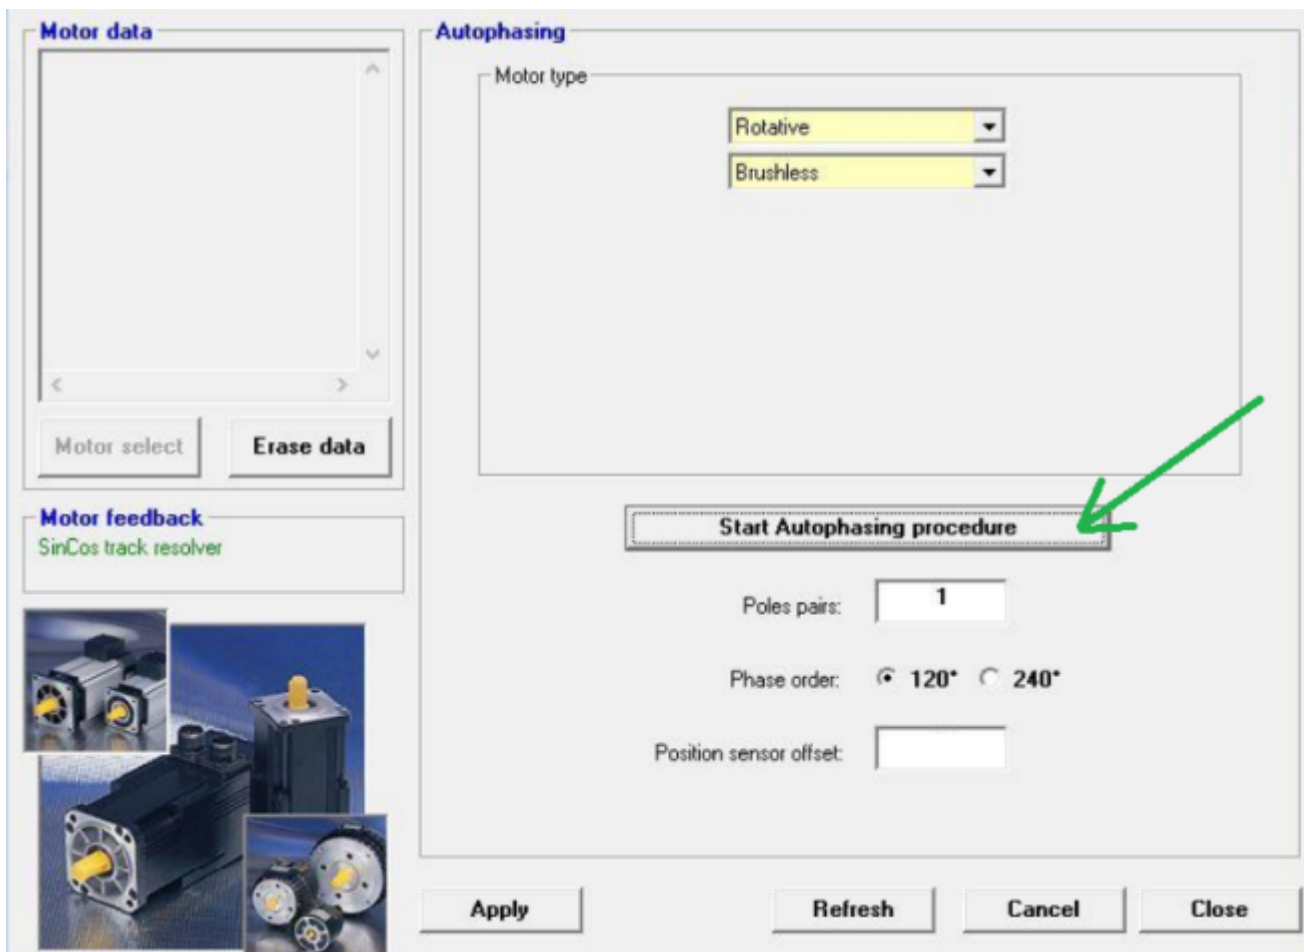 Motor data
Motor select
Erase data
Motor feedback
SinCos track resolver
Autophasing
Motor type
Rotative
Brushless
Start Autophasing procedure
Poles pairs: 1
Phase order: 120° 240°
Position sensor offset:
Apply Refresh Cancel Close